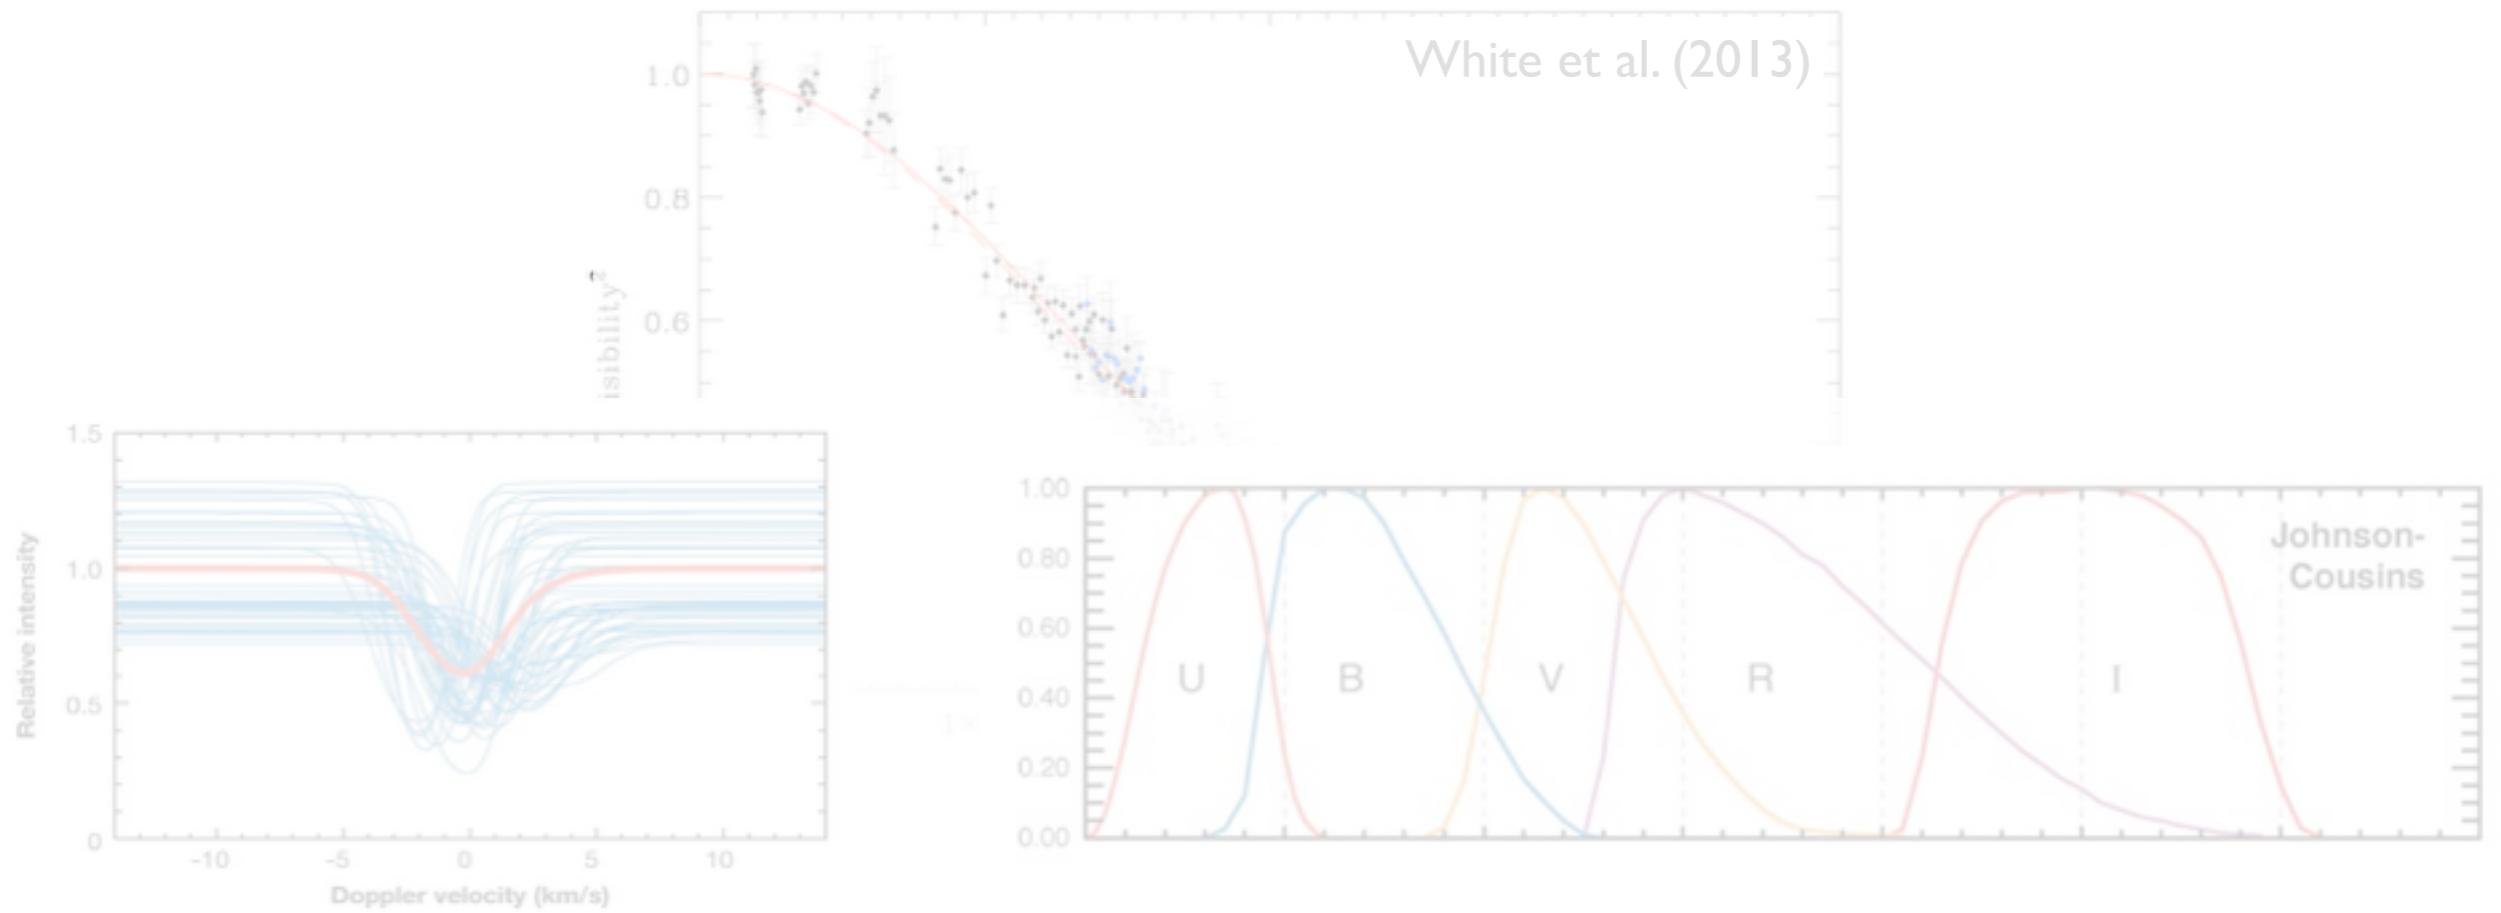 White et al. (2013)
1.0
0.8
0.6
isibility²
1.5
1.0
0.5
0
Relative intensity
-10 -5 0 5 10
Doppler velocity (km/s)
1.00
0.80
0.60
0.40
0.20
0.00
Johnson-
Cousins
U B V R I